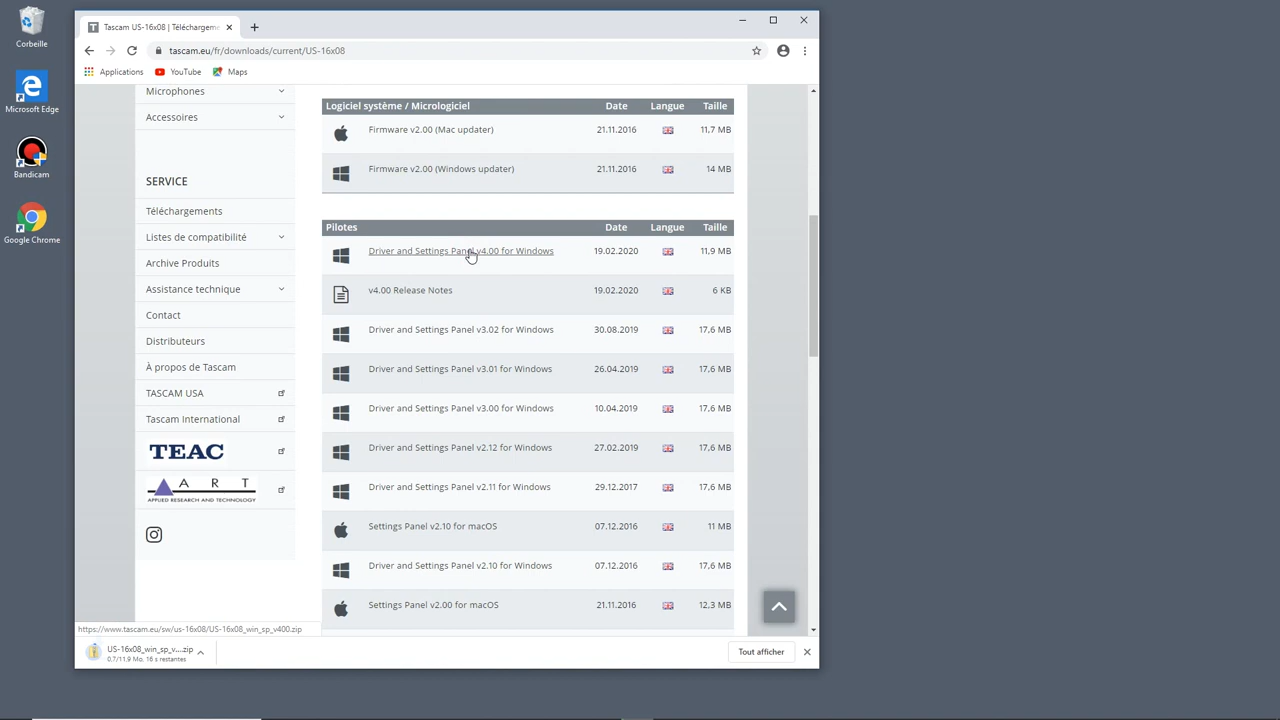 Corbeille
Microsoft Edge
Bandicam
Google Chrome
Tascam US-16x08 | Téléchargeme
tascam.eu/fr/downloads/current/US-16x08
Applications YouTube Maps
Microphones
Accessoires
SERVICE
Téléchargements
Listes de compatibilité
Archive Produits
Assistance technique
Contact
Distributeurs
À propos de Tascam
TASCAM USA
Tascam International
TEAC
ART
APPLIED RESEARCH AND TECHNOLOGY
Logiciel système / Micrologiciel Date Langue Taille
Firmware v2.00 (Mac updater) 21.11.2016 11,7 MB
Firmware v2.00 (Windows updater) 21.11.2016 14 MB
Pilotes Date Langue Taille
Driver and Settings Panel v4.00 for Windows 19.02.2020 11,9 MB
v4.00 Release Notes 19.02.2020 6 KB
Driver and Settings Panel v3.02 for Windows 30.08.2019 17,6 MB
Driver and Settings Panel v3.01 for Windows 26.04.2019 17,6 MB
Driver and Settings Panel v3.00 for Windows 10.04.2019 17,6 MB
Driver and Settings Panel v2.12 for Windows 27.02.2019 17,6 MB
Driver and Settings Panel v2.11 for Windows 29.12.2017 17,6 MB
Settings Panel v2.10 for macOS 07.12.2016 11 MB
Driver and Settings Panel v2.10 for Windows 07.12.2016 17,6 MB
Settings Panel v2.00 for macOS 21.11.2016 12,3 MB
https://www.tascam.eu/sw/us-16x08/US-16x08_win_sp_v400.zip
US-16x08_win_sp_v....zip
0,7/11,9 Mo, 16 s restantes
Tout afficher